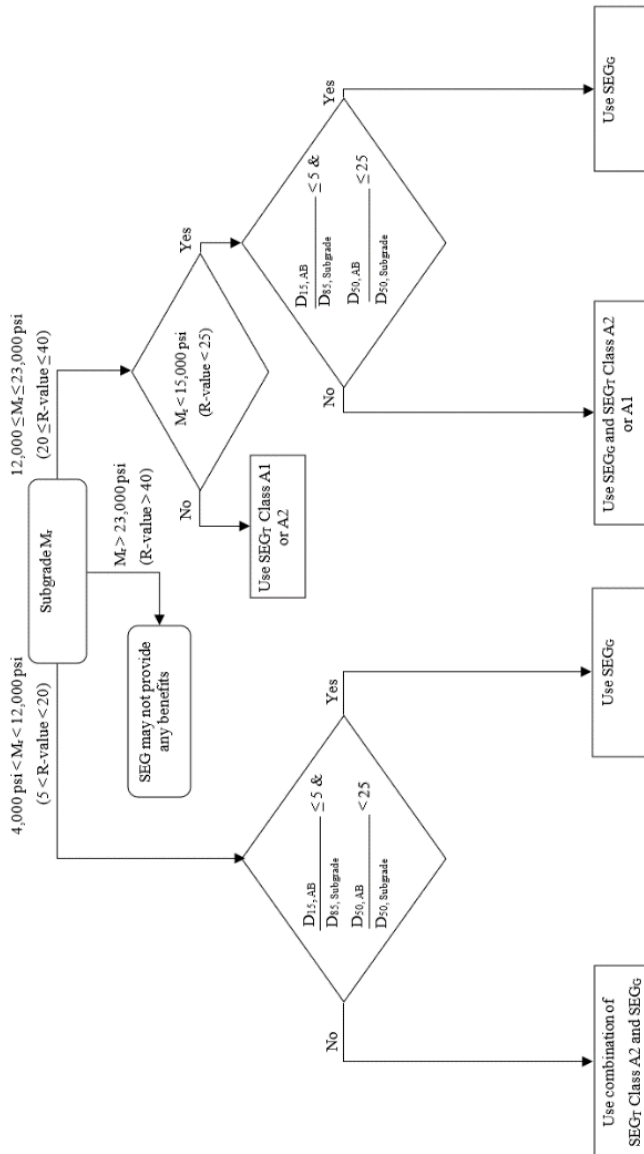 Subgrade Mr
4,000 psi < Mr < 12,000 psi
(5 < R-value < 20)
12,000 ≤ Mr ≤ 23,000 psi
(20 ≤ R-value ≤ 40)
Mr > 23,000 psi
(R-value > 40)
SEG may not provide
any benefits
Mr < 15,000 psi
(R-value < 25)
No
Yes
Use SEGT Class A1
or A2
D15, AB
D85, Subgrade
≤ 5 &
D50, AB
D50, Subgrade
< 25
No
Yes
D15, AB
D85, Subgrade
≤ 5 &
D50, AB
D50, Subgrade
≤ 25
No
Yes
Use combination of
SEGT Class A2 and SEGG
Use SEGG
Use SEGG and SEGT Class A2
or A1
Use SEGG